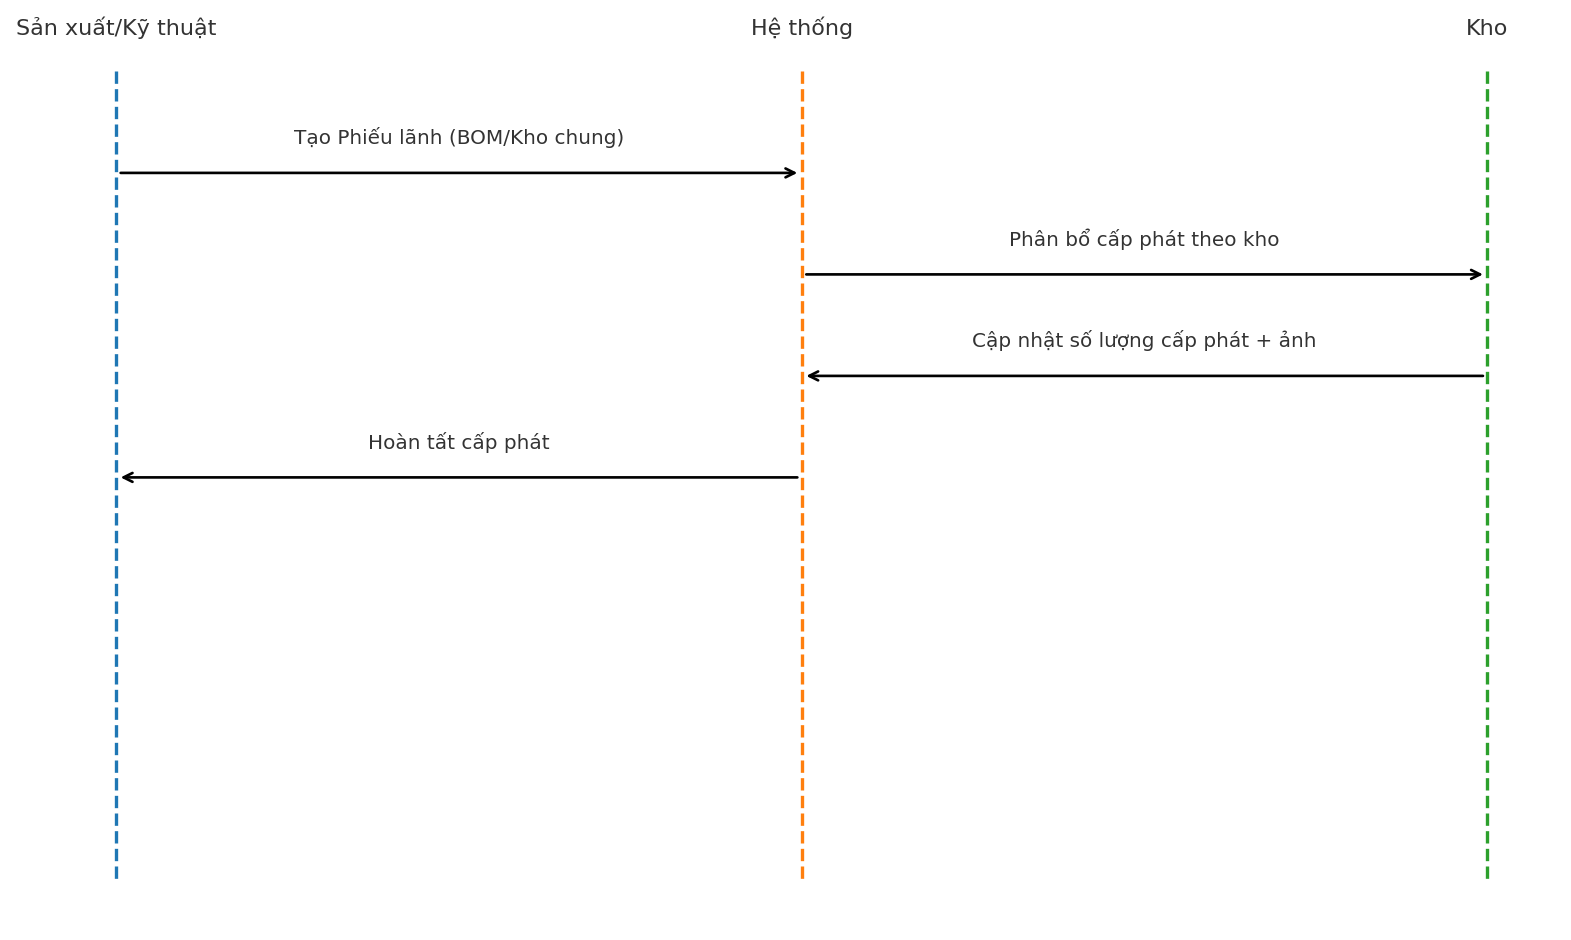 Sản xuất/Kỹ thuật
Hệ thống
Kho
Tạo Phiếu lãnh (BOM/Kho chung)
Phân bổ cấp phát theo kho
Cập nhật số lượng cấp phát + ảnh
Hoàn tất cấp phát